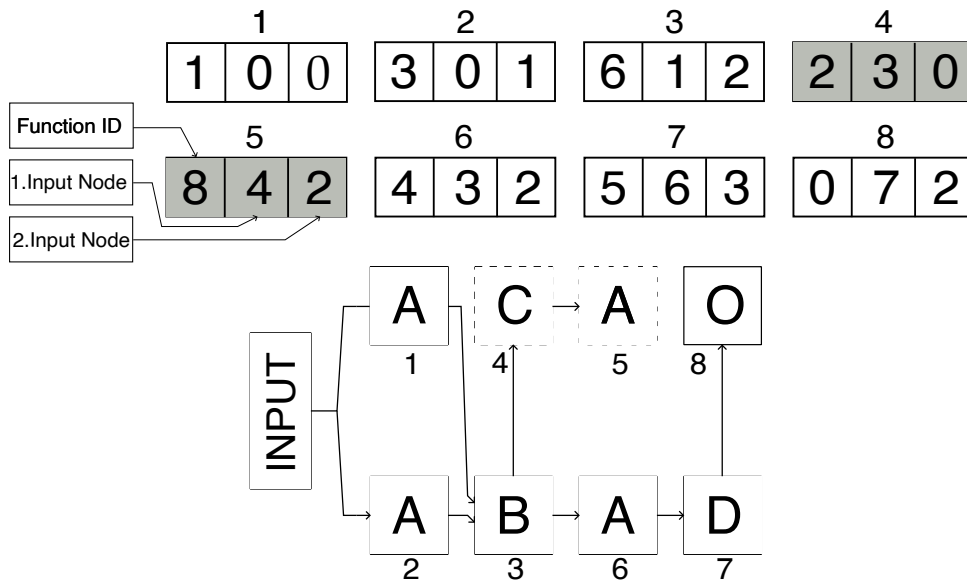 1 2 3 4
1 0 0 3 0 1 6 1 2 2 3 0
Function ID
5 6 7 8
1.Input Node
8 4 2 4 3 2 5 6 3 0 7 2
2.Input Node
A C A O
1 4 5 8
INPUT
A B A D
2 3 6 7